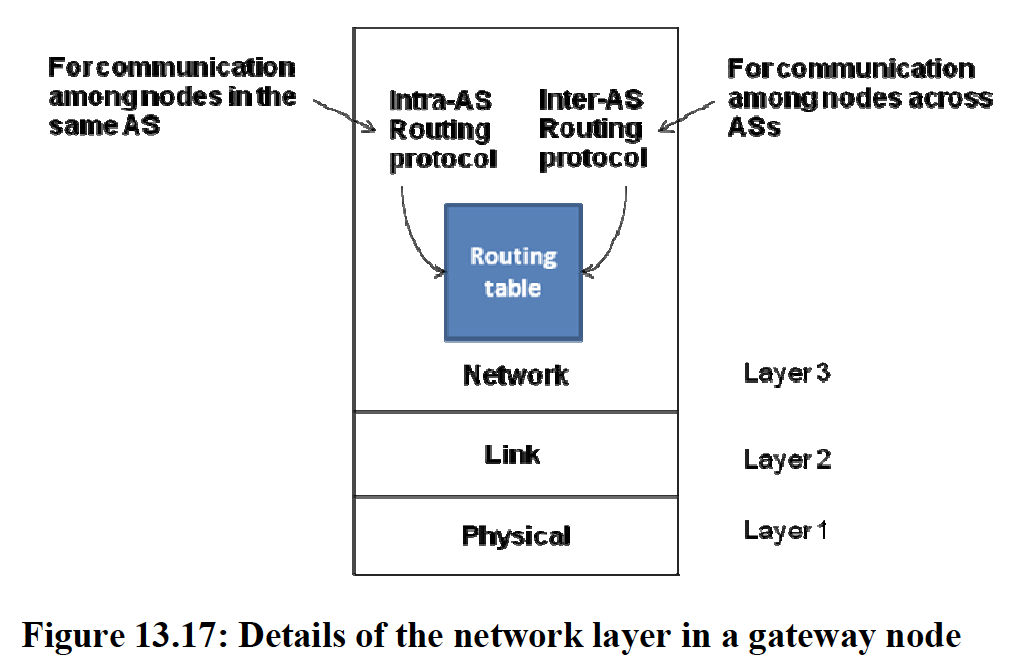 For communication
among nodes in the
same AS
Intra-AS
Routing
protocol
Inter-AS
Routing
protocol
For communication
among nodes across
ASs
Routing
table
Network
Layer 3
Link
Layer 2
Physical
Layer 1
Figure 13.17: Details of the network layer in a gateway node